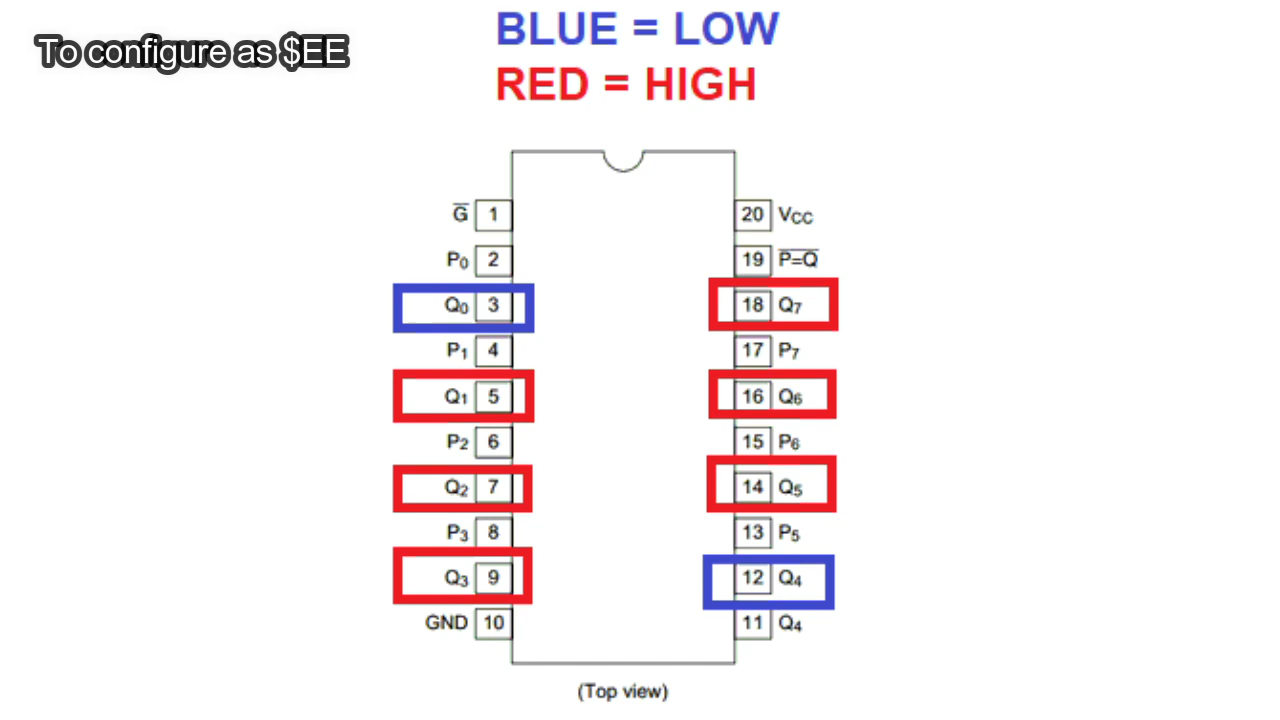 BLUE = LOW
To configure as $EE
RED = HIGH
G̅ 1
20 VCC
P0 2
19 P̅=̅Q̅
Q0 3
18 Q7
P1 4
17 P7
Q1 5
16 Q6
P2 6
15 P6
Q2 7
14 Q5
P3 8
13 P5
Q3 9
12 Q4
GND 10
11 Q4
(Top view)